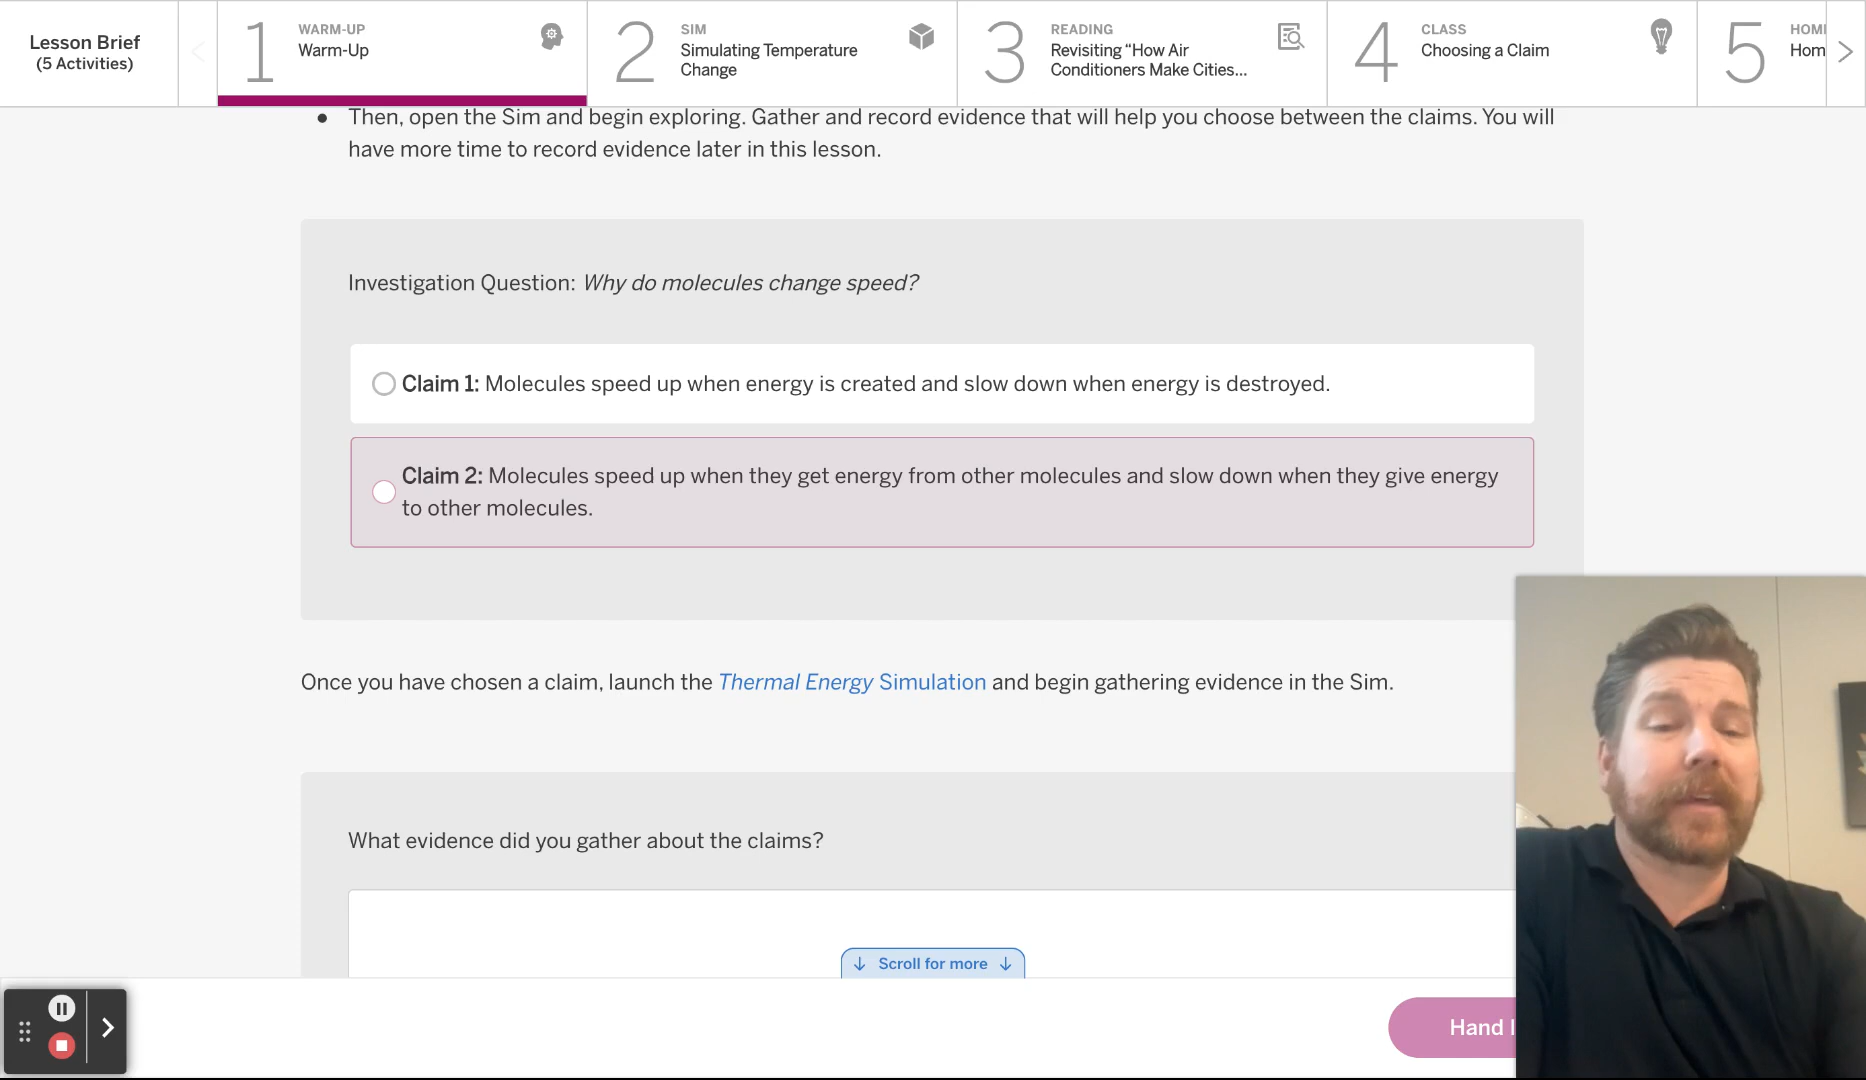 Lesson Brief
(5 Activities)
1
WARM-UP
Warm-Up
2
SIM
Simulating Temperature
Change
3
READING
Revisiting “How Air
Conditioners Make Cities...
4
CLASS
Choosing a Claim
5
HOME
Hom
• Then, open the Sim and begin exploring. Gather and record evidence that will help you choose between the claims. You will
have more time to record evidence later in this lesson.
Investigation Question: Why do molecules change speed?
Claim 1: Molecules speed up when energy is created and slow down when energy is destroyed.
Claim 2: Molecules speed up when they get energy from other molecules and slow down when they give energy
to other molecules.
Once you have chosen a claim, launch the Thermal Energy Simulation and begin gathering evidence in the Sim.
What evidence did you gather about the claims?
↓ Scroll for more ↓
Hand I